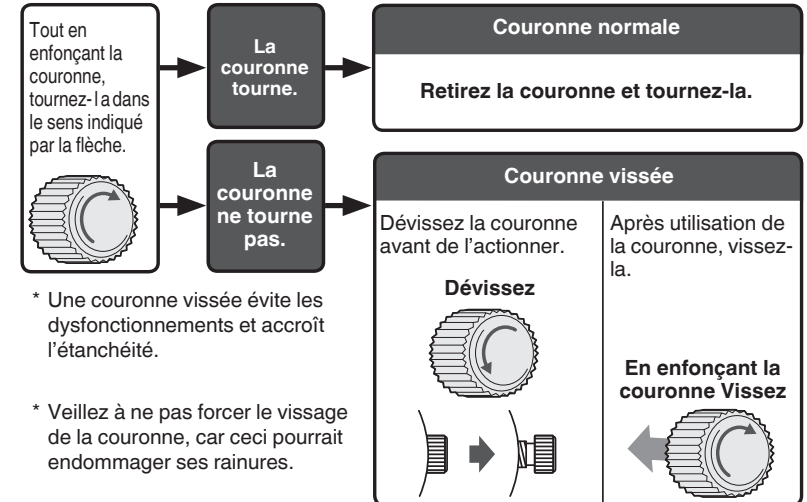 Tout en
enfonçant la
couronne,
tournez-la dans
le sens indiqué
par la flèche.
La
couronne
tourne.
Couronne normale
Retirez la couronne et tournez-la.
La
couronne
ne tourne
pas.
Couronne vissée
Dévissez la couronne
avant de l’actionner.
Dévissez
Après utilisation de
la couronne, vissez-
la.
En enfonçant la
couronne Vissez
* Une couronne vissée évite les
dysfonctionnements et accroît
l’étanchéité.
* Veillez à ne pas forcer le vissage
de la couronne, car ceci pourrait
endommager ses rainures.